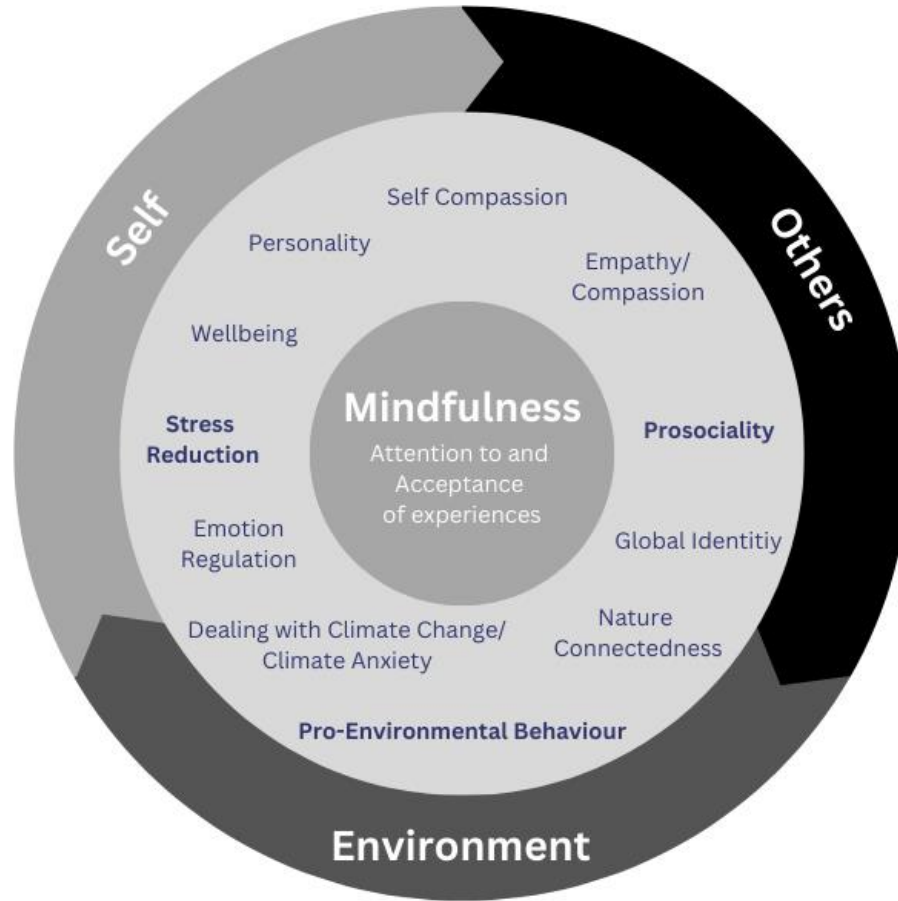 Self
Others
Self Compassion
Personality
Empathy/
Compassion
Wellbeing
Mindfulness
Attention to and
Acceptance
of experiences
Stress
Reduction
Prosociality
Emotion
Regulation
Global Identitiy
Dealing with Climate Change/
Climate Anxiety
Nature
Connectedness
Pro-Environmental Behaviour
Environment